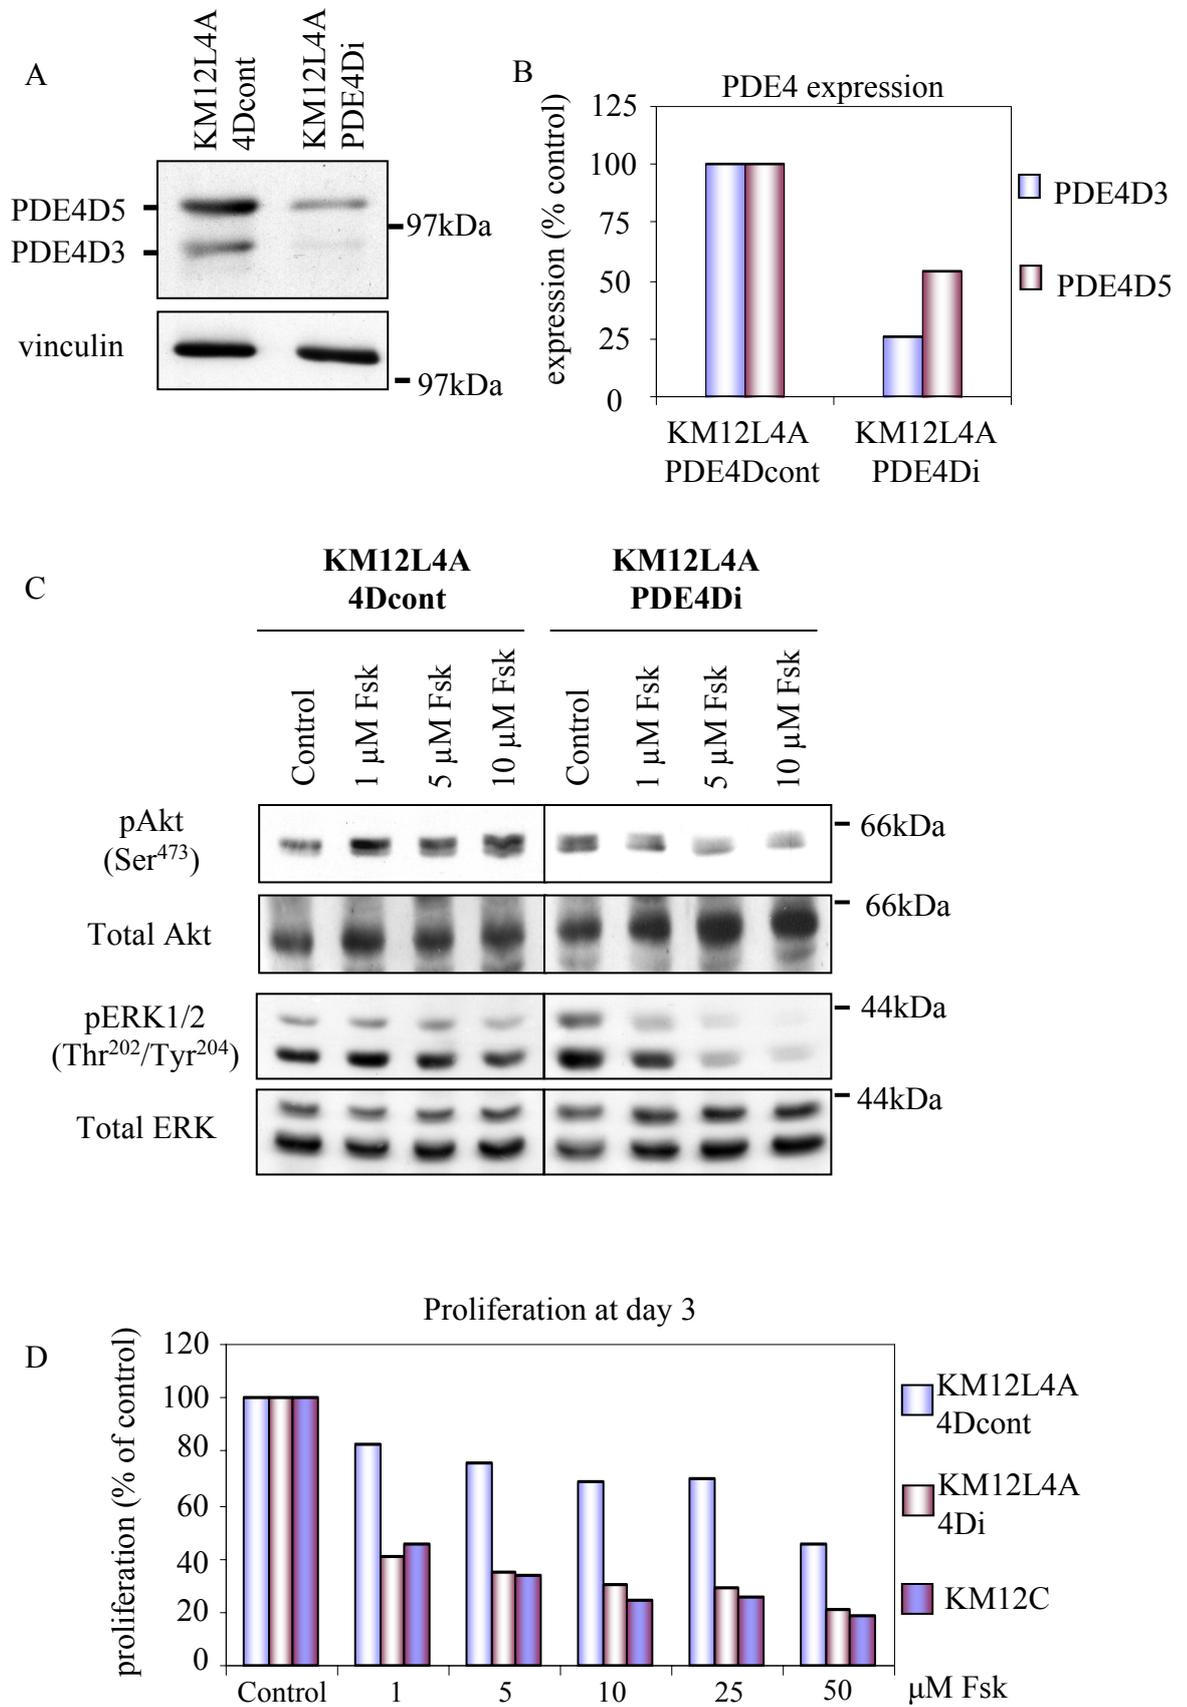 A
KM12L4A
4Dcont
KM12L4A
PDE4Di
PDE4D5
PDE4D3
97kDa
vinculin
97kDa
B
PDE4 expression
expression (% control)
125
100
75
50
25
0
KM12L4A
PDE4Dcont
KM12L4A
PDE4Di
PDE4D3
PDE4D5
C
KM12L4A
4Dcont
KM12L4A
PDE4Di
Control
1 μM Fsk
5 μM Fsk
10 μM Fsk
Control
1 μM Fsk
5 μM Fsk
10 μM Fsk
pAkt
(Ser⁴⁷³)
66kDa
Total Akt
66kDa
pERK1/2
(Thr²⁰²/Tyr²⁰⁴)
44kDa
Total ERK
44kDa
D
Proliferation at day 3
proliferation (% of control)
120
100
80
60
40
20
0
Control 1 5 10 25 50 μM Fsk
KM12L4A
4Dcont
KM12L4A
4Di
KM12C